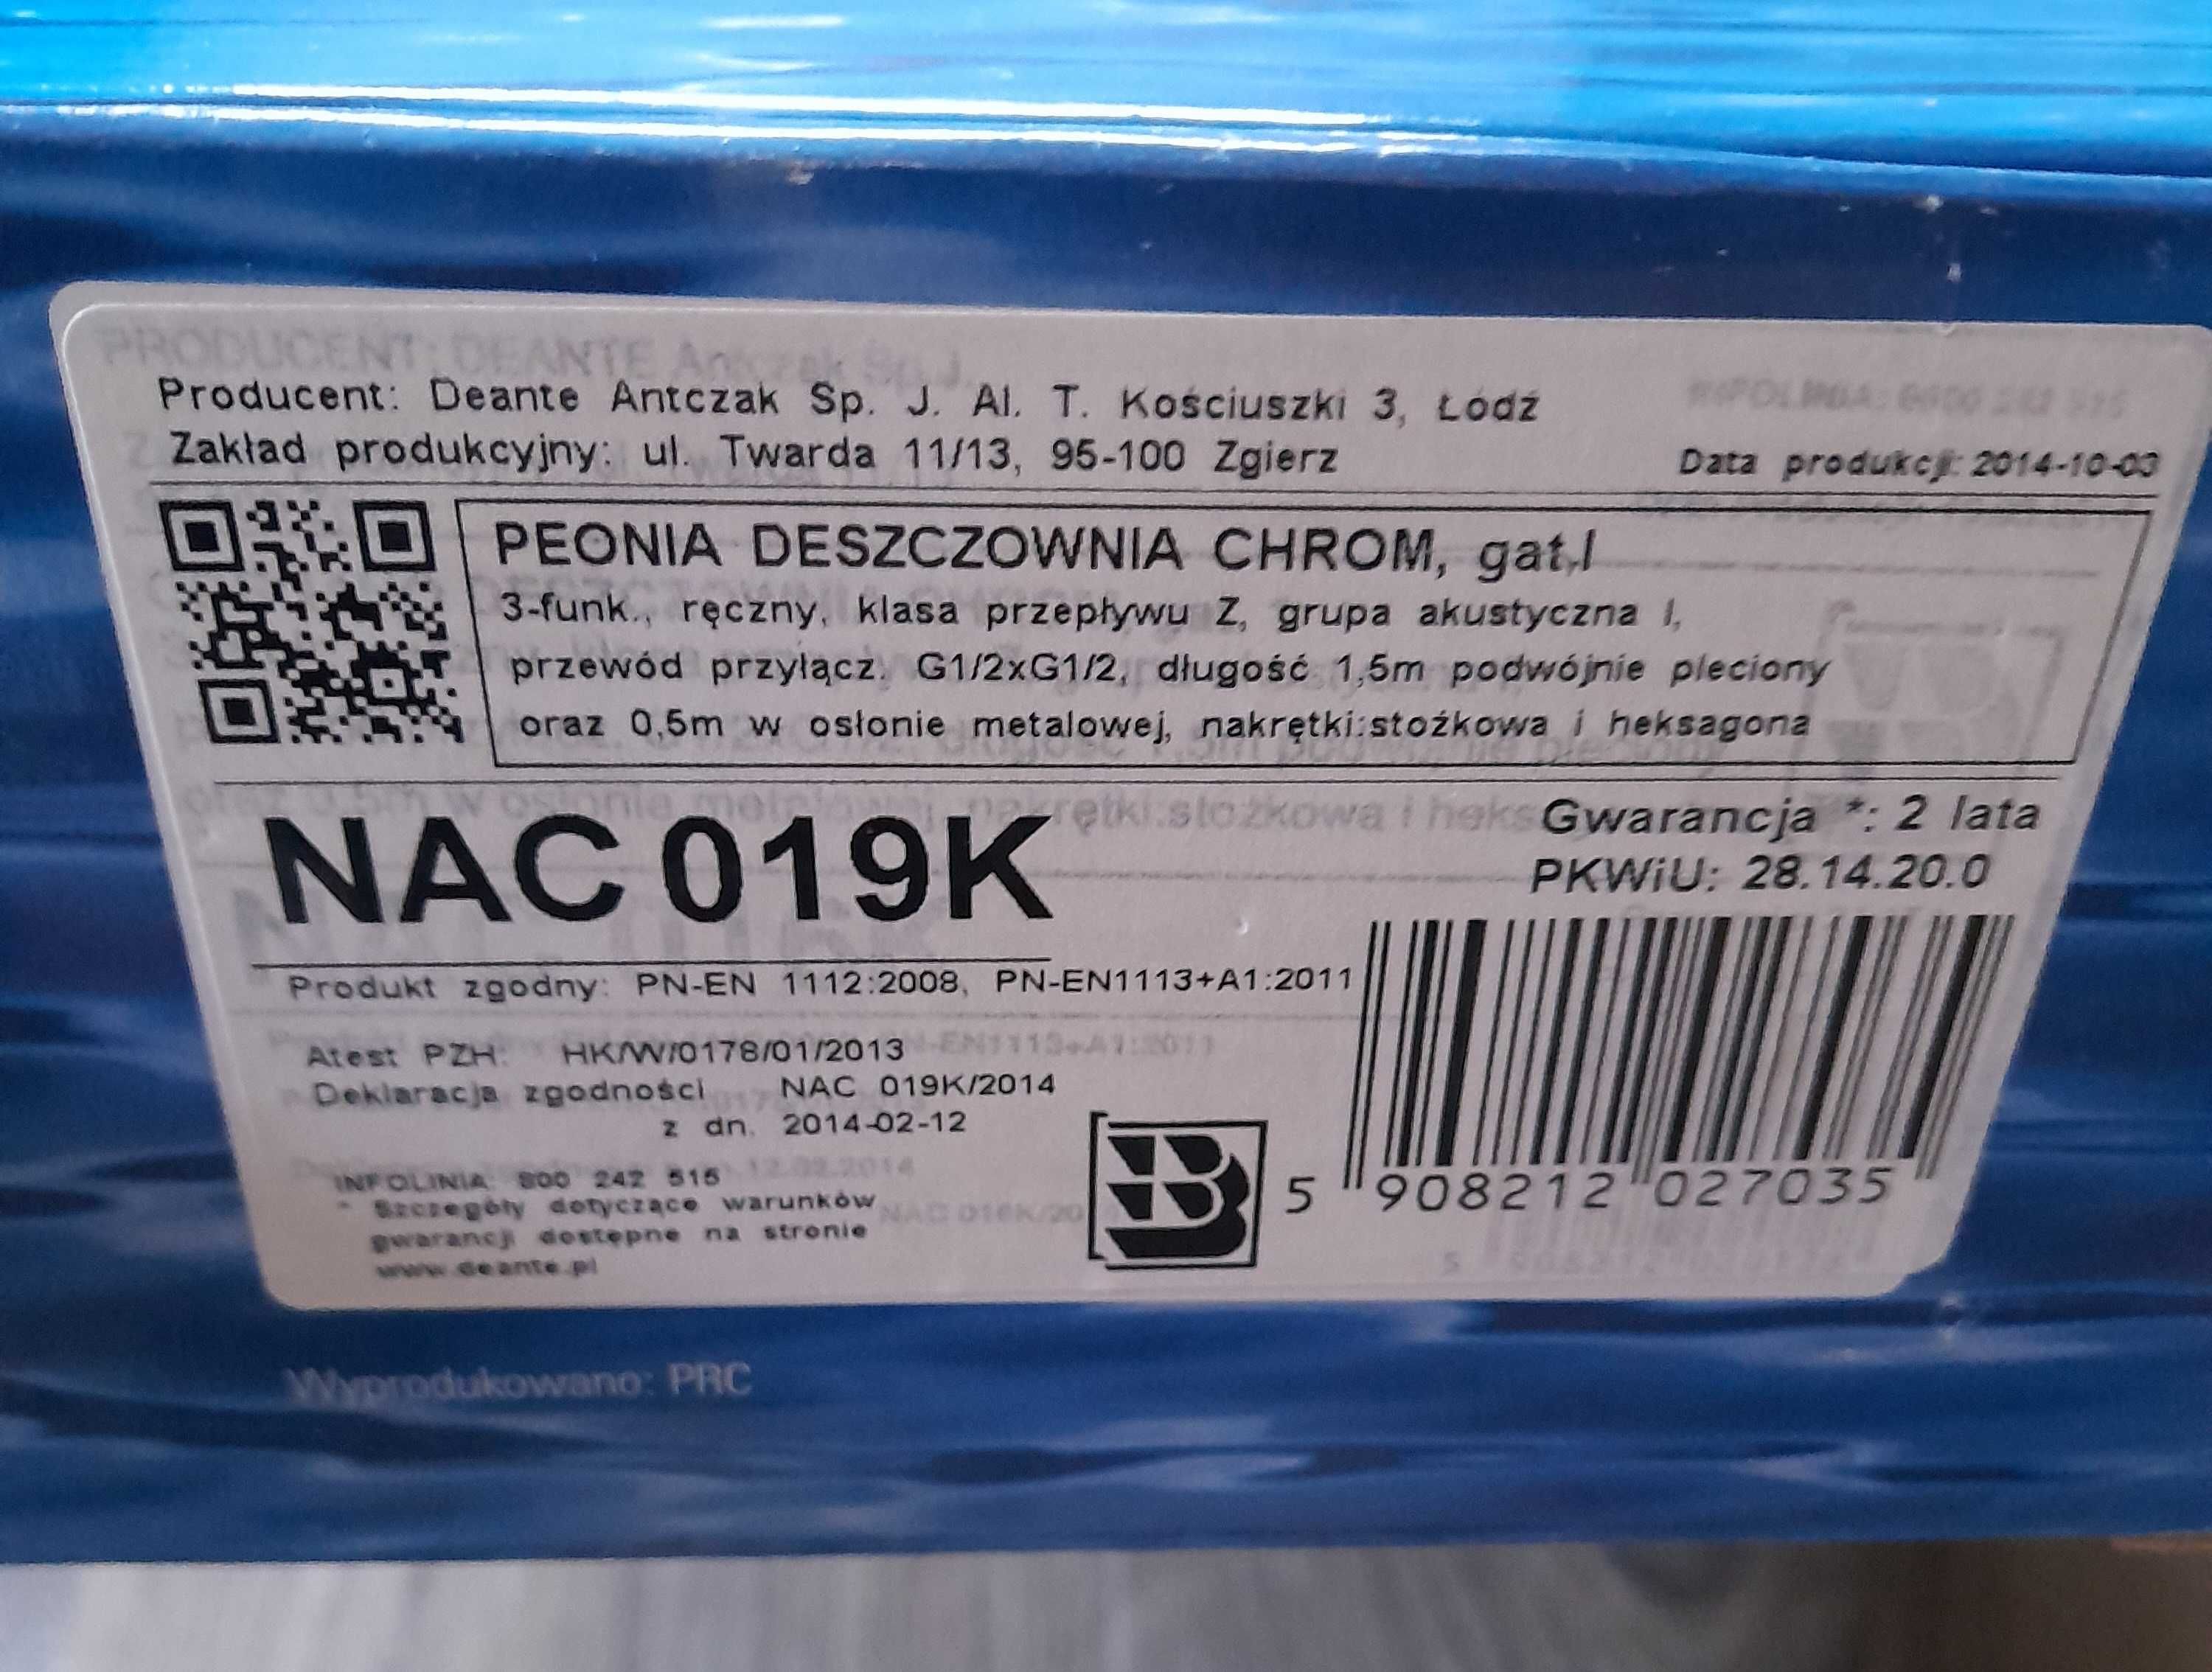 Producent: Deante Antczak Sp. J. Al. T. Kościuszki 3, Łódź
Zakład produkcyjny: ul. Twarda 11/13, 95-100 Zgierz
Data produkcji: 2014-10-03
PEONIA DESZCZOWNIA CHROM, gat.I
3-funk., ręczny, klasa przepływu Z, grupa akustyczna I,
przewód przyłącz. G1/2xG1/2, długość 1,5m podwójnie pleciony
oraz 0,5m w osłonie metalowej, nakrętki:stożkowa i heksagona
NAC 019K
Gwarancja *: 2 lata
PKWiU: 28.14.20.0
Produkt zgodny: PN-EN 1112:2008, PN-EN1113+A1:2011
Atest PZH: HK/W/0178/01/2013
Deklaracja zgodności NAC 019K/2014
z dn. 2014-02-12
INFOLINIA: 800 242 515
* Szczegóły dotyczące warunków
gwarancji dostępne na stronie
www.deante.pl
B
5 908212 027035
Wyprodukowano: PRC